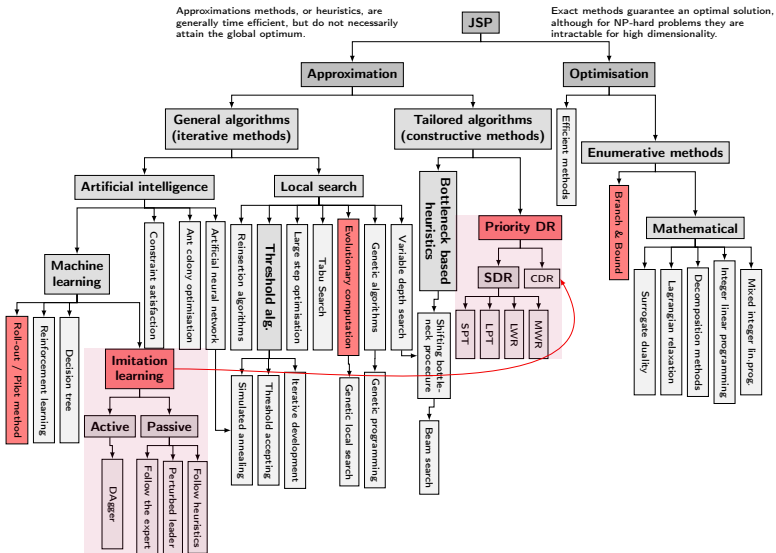 Approximations methods, or heuristics, are
generally time efficient, but do not necessarily
attain the global optimum.
JSP
Exact methods guarantee an optimal solution,
although for NP-hard problems they are
intractable for high dimensionality.
Approximation
Optimisation
General algorithms
(iterative methods)
Tailored algorithms
(constructive methods)
Efficient methods
Enumerative methods
Artificial intelligence
Local search
Bottleneck based
heuristics
Priority DR
Branch & Bound
Mathematical
Machine
learning
Constraint satisfaction
Ant colony optimisation
Artificial neural network
Reinsertion algorithms
Threshold alg.
Large step optimisation
Tabu Search
Evolutionary computation
Genetic algorithms
Variable depth search
SDR
CDR
Surrogate duality
Lagrangian relaxation
Decomposition methods
Integer linear programming
Mixed integer lin.prog.
Roll-out / Pilot method
Reinforcement learning
Decision tree
Imitation
learning
SPT
LPT
LWR
MWR
Shifting bottle-
neck procedure
Simulated annealing
Threshold accepting
Iterative development
Genetic local search
Genetic programming
Beam search
Active
Passive
DAgger
Follow the expert
Perturbed leader
Follow heuristics